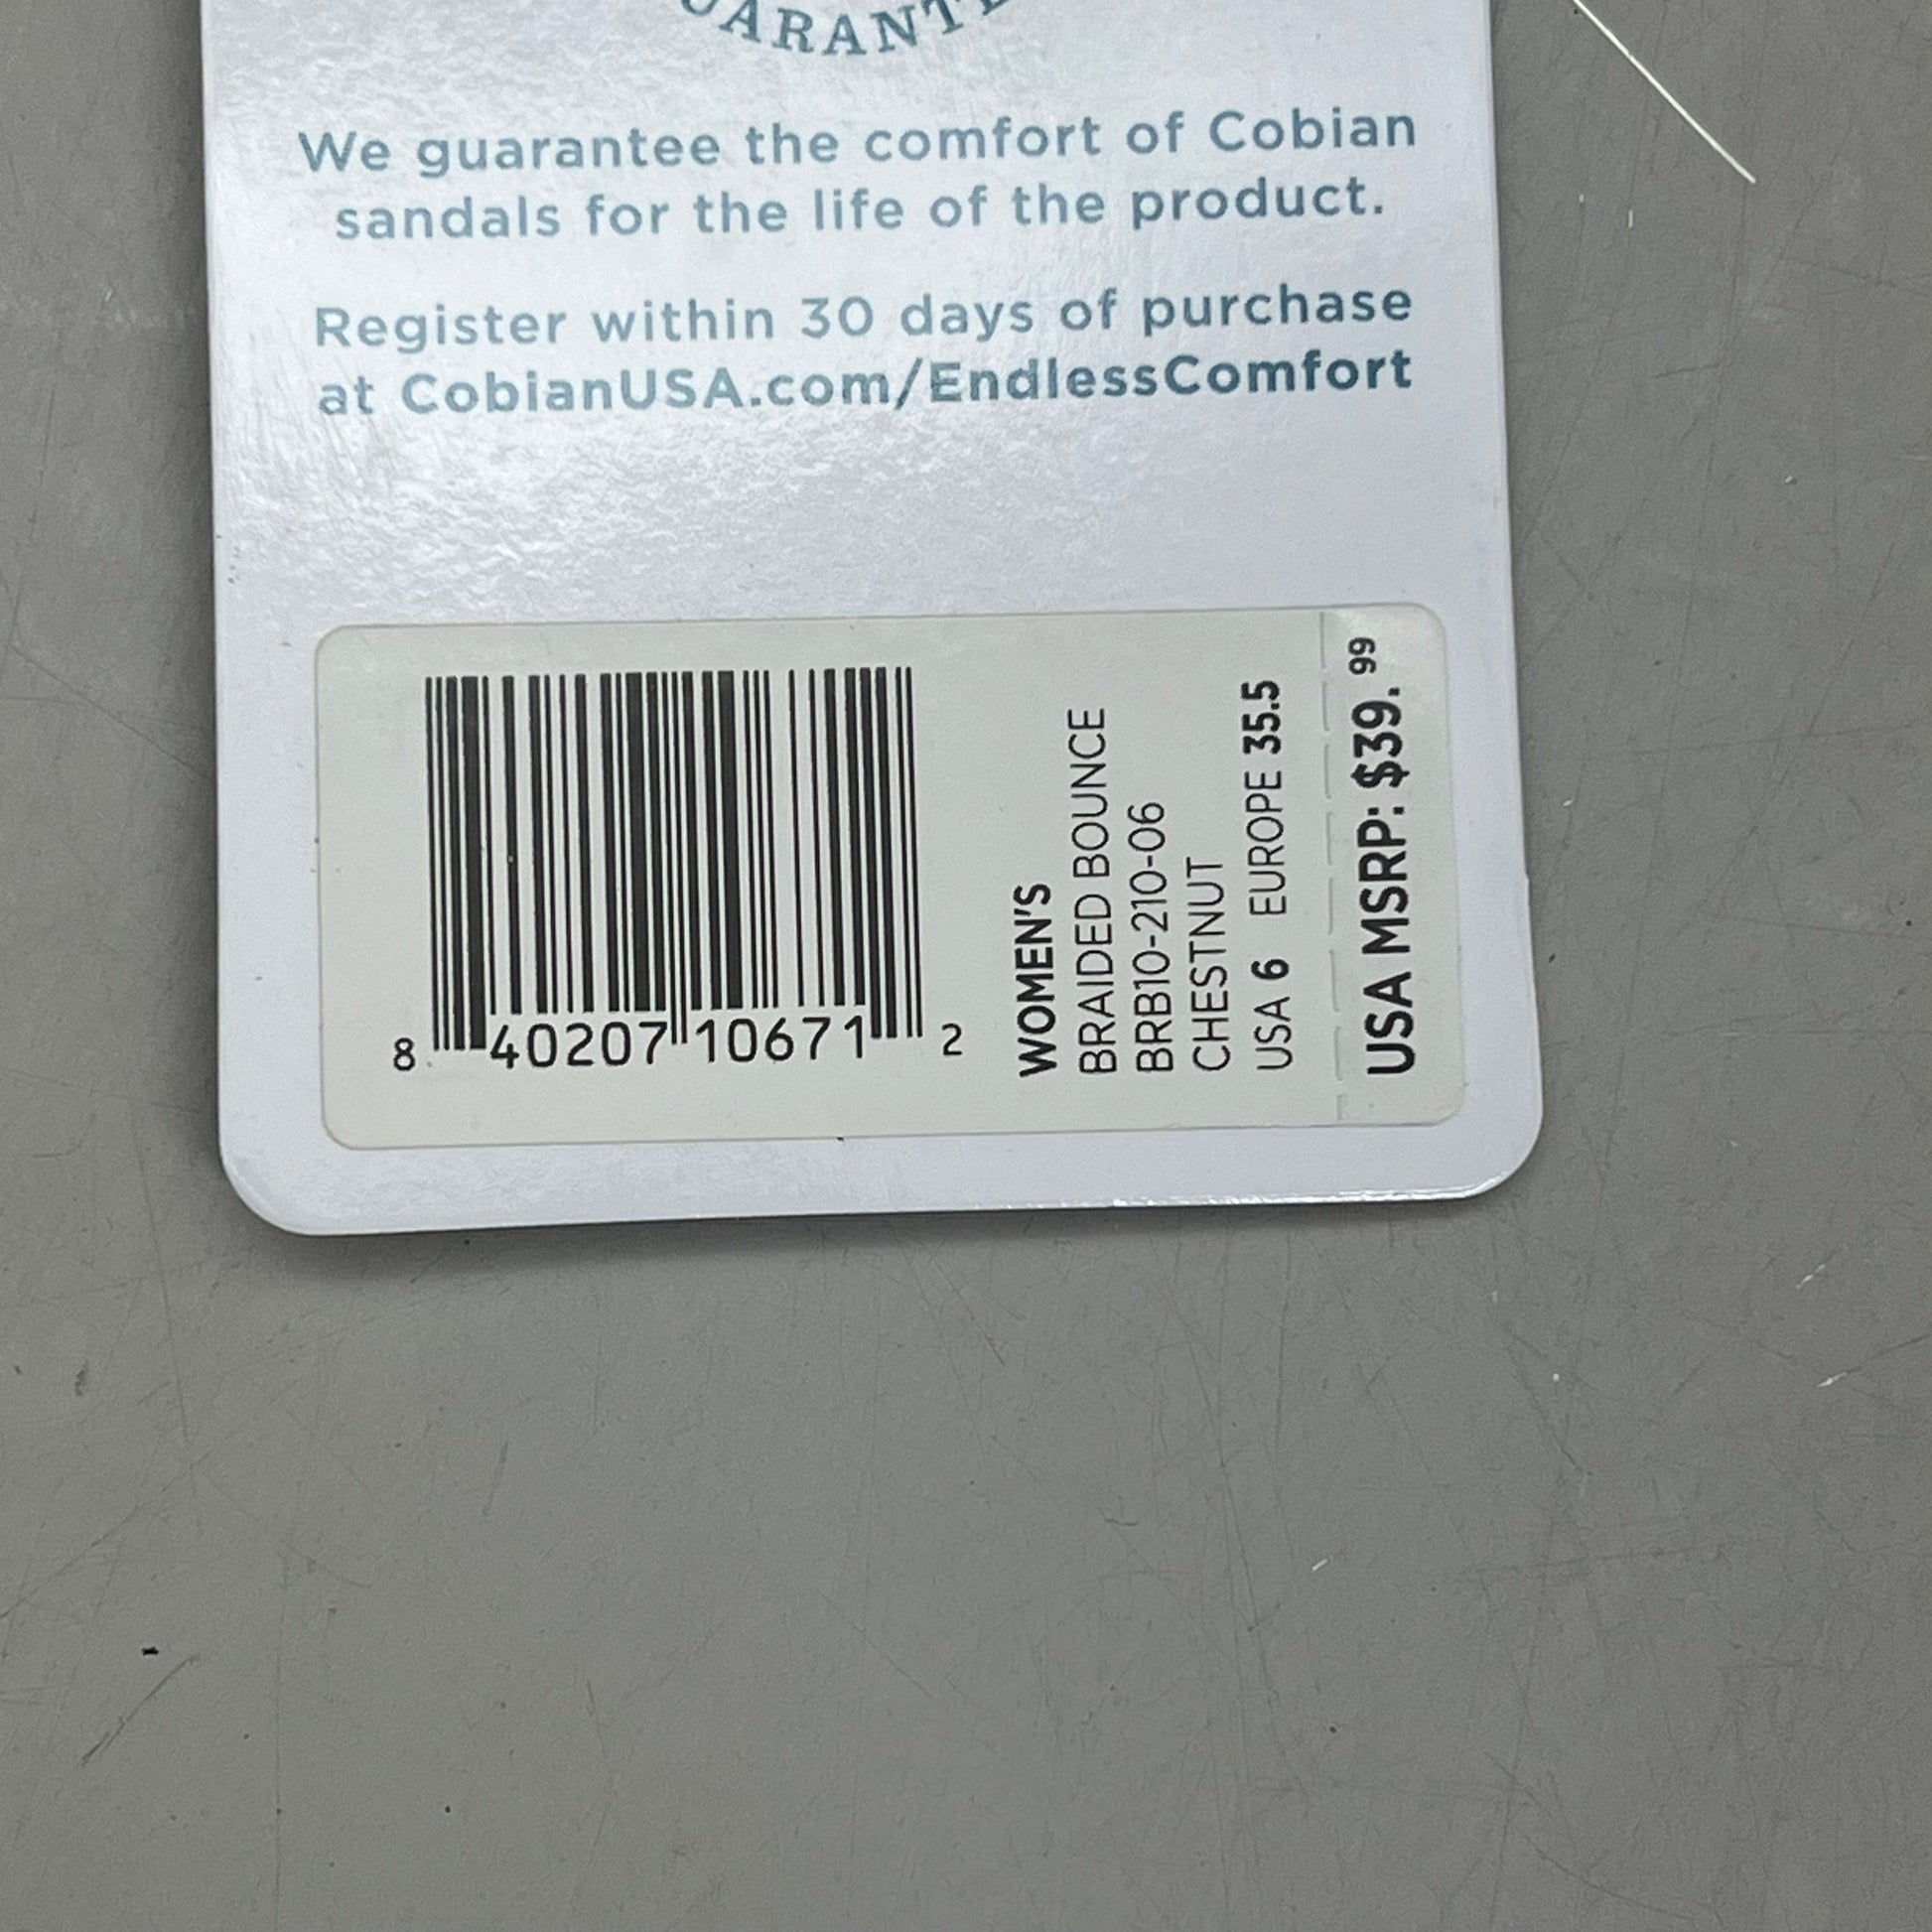 We guarantee the comfort of Cobian
sandals for the life of the product.
Register within 30 days of purchase
at CobianUSA.com/EndlessComfort
8 40207 10671 2
WOMEN'S
BRAIDED BOUNCE
BRB10-210-06
CHESTNUT
USA 6 EUROPE 35.5
USA MSRP: $39.99